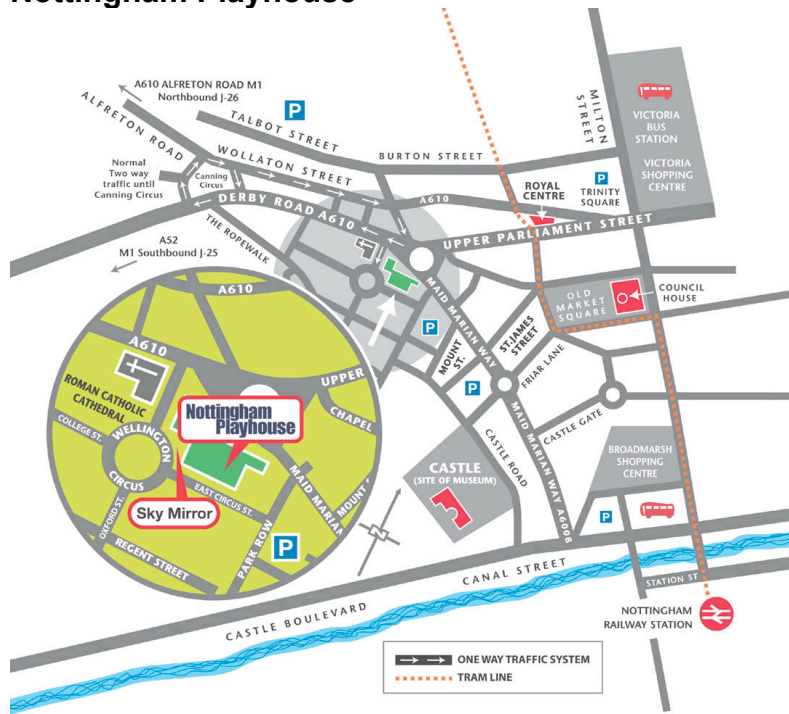 Nottingham Playhouse
A610 ALFRETON ROAD M1
Northbound J-26
ALFRETON ROAD
P
TALBOT STREET
MILTON
STREET
VICTORIA
BUS
STATION
VICTORIA
SHOPPING
CENTRE
WOLLATON STREET
BURTON STREET
Normal
Two way
traffic until
Canning Circus
Canning
Circus
A610
ROYAL
CENTRE
P
TRINITY
SQUARE
DERBY ROAD A610
UPPER PARLIAMENT STREET
A52
M1 Southbound J-25
THE ROPEWALK
MAID MARIAN WAY
OLD
MARKET
SQUARE
COUNCIL
HOUSE
P
MOUNT
ST.
ST.JAMES
STREET
FRIAR LANE
P
A610
A610
UPPER
CHAPEL
ROMAN CATHOLIC
CATHEDRAL
Nottingham
Playhouse
COLLEGE ST.
WELLINGTON
CIRCUS
MAID MARIAN
MOUNT S
EAST CIRCUS ST.
Sky Mirror
OXFORD ST.
PARK ROW
P
REGENT STREET
CASTLE ROAD
MAID MARIAN WAY A6008
CASTLE GATE
CASTLE
(SITE OF MUSEUM)
BROADMARSH
SHOPPING
CENTRE
P
CANAL STREET
STATION ST
CASTLE BOULEVARD
NOTTINGHAM
RAILWAY STATION
ONE WAY TRAFFIC SYSTEM
TRAM LINE